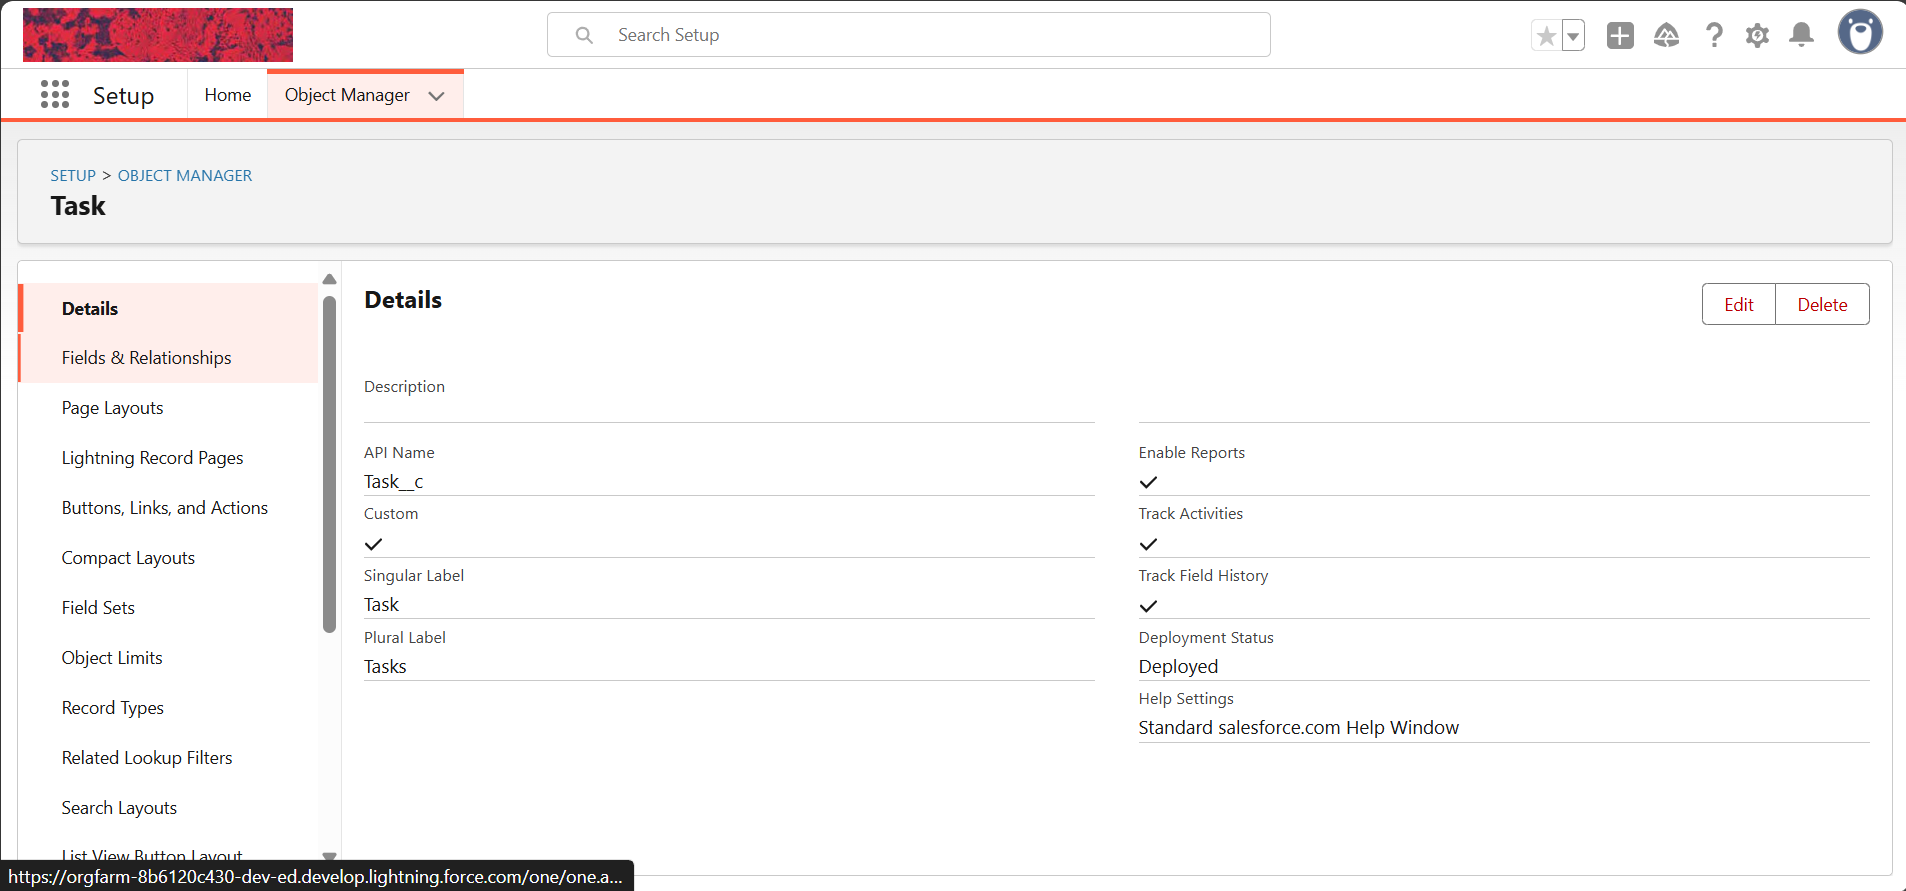 Search Setup
Setup
Home
Object Manager
SETUP > OBJECT MANAGER
Task
Details
Fields & Relationships
Page Layouts
Lightning Record Pages
Buttons, Links, and Actions
Compact Layouts
Field Sets
Object Limits
Record Types
Related Lookup Filters
Search Layouts
List View Button Layout
Details
Edit
Delete
Description
API Name
Task__c
Custom
Singular Label
Task
Plural Label
Tasks
Enable Reports
Track Activities
Track Field History
Deployment Status
Deployed
Help Settings
Standard salesforce.com Help Window
https://orgfarm-8b6120c430-dev-ed.develop.lightning.force.com/one/one.a...